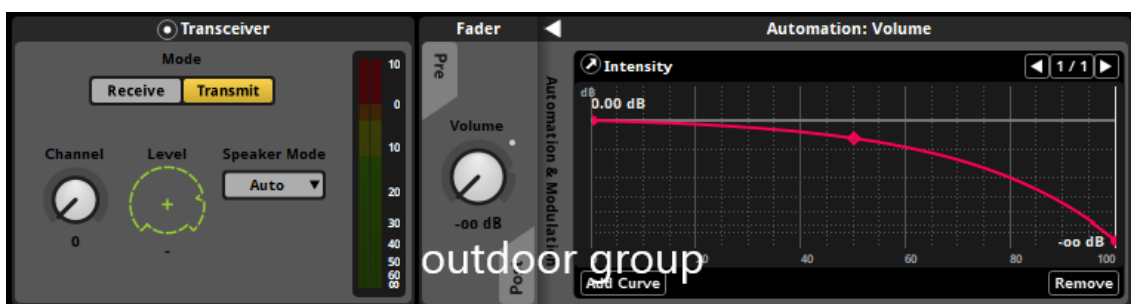 Transceiver
Mode
Receive Transmit
Channel Level Speaker Mode
Auto
0 -
10
0
10
20
30
40
50
60
∞
Fader
Pre
Volume
-oo dB
Post
Automation & Modulation
Automation: Volume
Intensity
1 / 1
dB
0.00 dB
-oo dB
40 60 80 100
outdoor group
Add Curve Remove